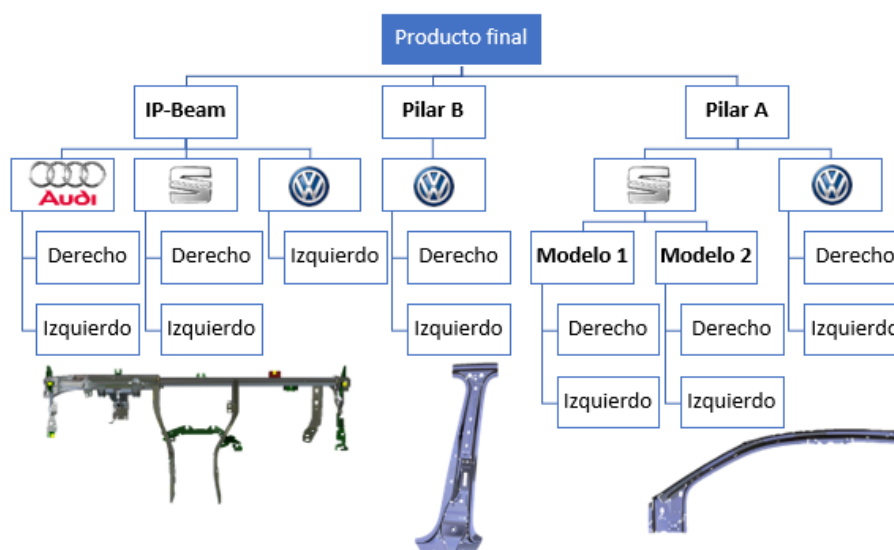 Producto final
IP-Beam
Pilar B
Pilar A
Audi
Derecho
Derecho
Izquierdo
Derecho
Modelo 1
Modelo 2
Derecho
Izquierdo
Izquierdo
Izquierdo
Derecho
Derecho
Izquierdo
Izquierdo
Izquierdo